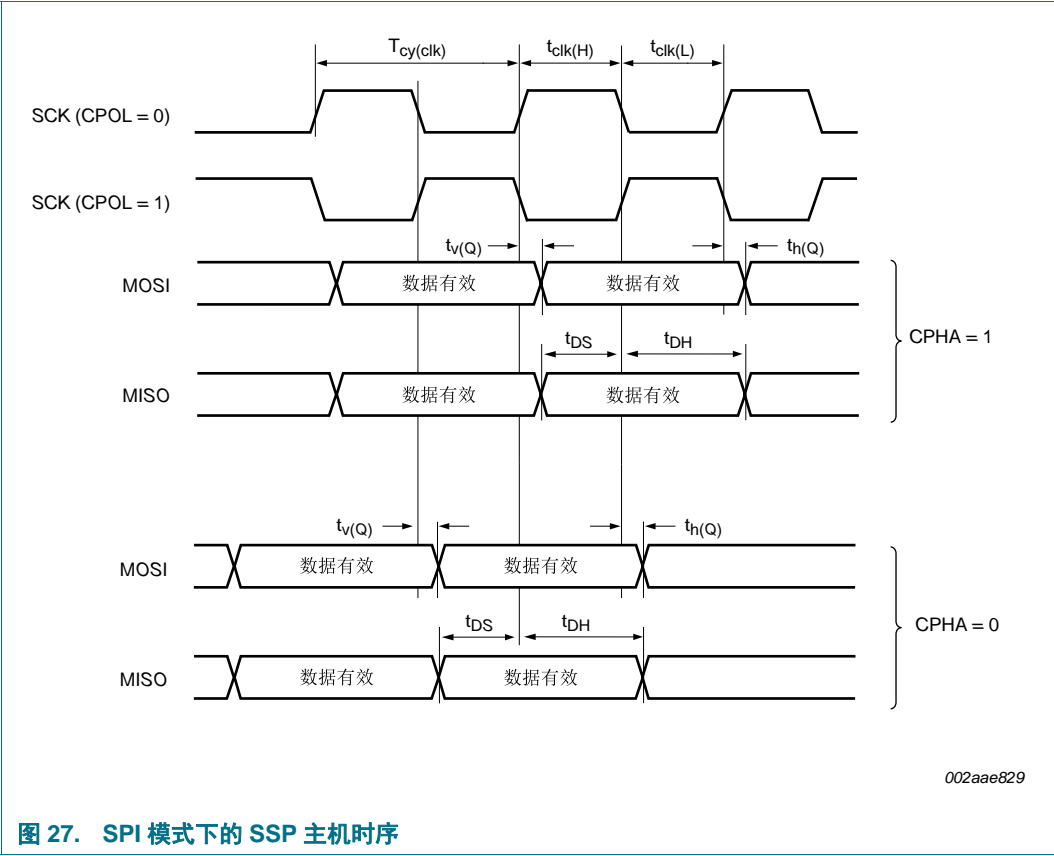 Tcy(clk) tclk(H) tclk(L)
SCK (CPOL = 0)
SCK (CPOL = 1)
tv(Q) th(Q)
MOSI 数据有效 数据有效
CPHA = 1
tDS tDH
MISO 数据有效 数据有效
tv(Q) th(Q)
MOSI 数据有效 数据有效
CPHA = 0
tDS tDH
MISO 数据有效 数据有效
002aae829
图 27. SPI 模式下的 SSP 主机时序